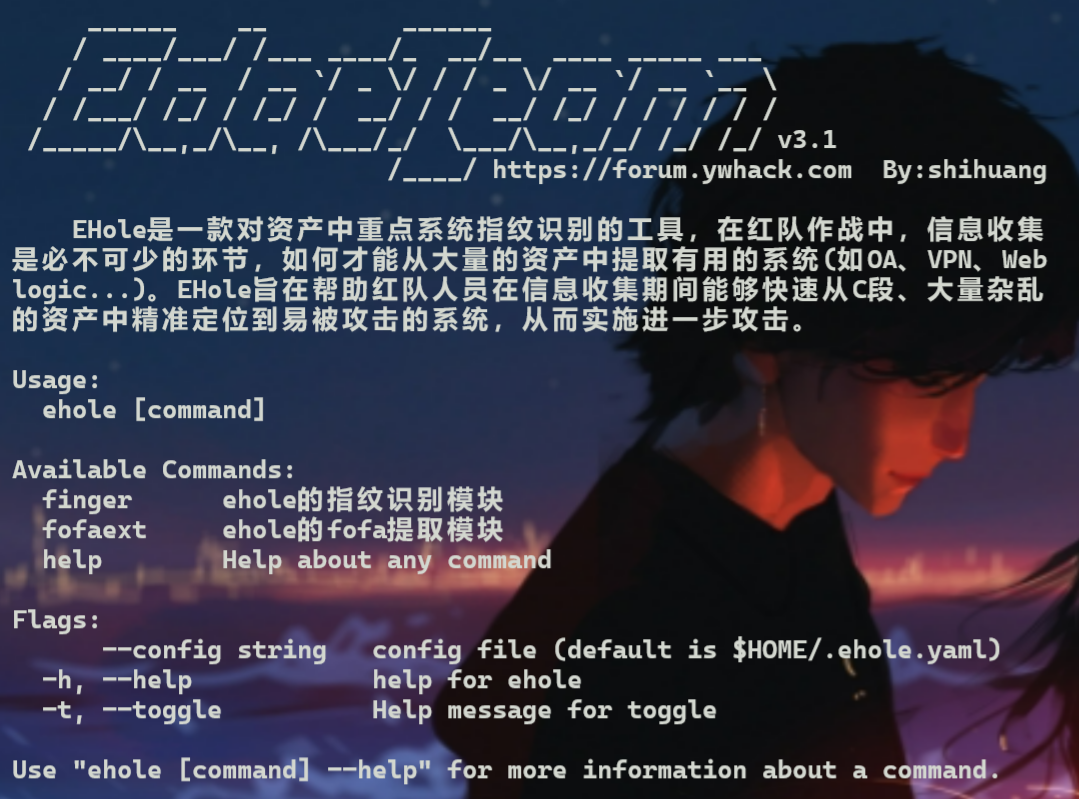 EdgeTeam
v3.1
https://forum.ywhack.com By:shihuang
EHole是一款对资产中重点系统指纹识别的工具，在红队作战中，信息收集
是必不可少的环节，如何才能从大量的资产中提取有用的系统(如OA、VPN、Web
logic...)。EHole旨在帮助红队人员在信息收集期间能够快速从C段、大量杂乱
的资产中精准定位到易被攻击的系统，从而实施进一步攻击。
Usage:
ehole [command]
Available Commands:
finger ehole的指纹识别模块
fofaext ehole的fofa提取模块
help Help about any command
Flags:
--config string config file (default is $HOME/.ehole.yaml)
-h, --help help for ehole
-t, --toggle Help message for toggle
Use "ehole [command] --help" for more information about a command.